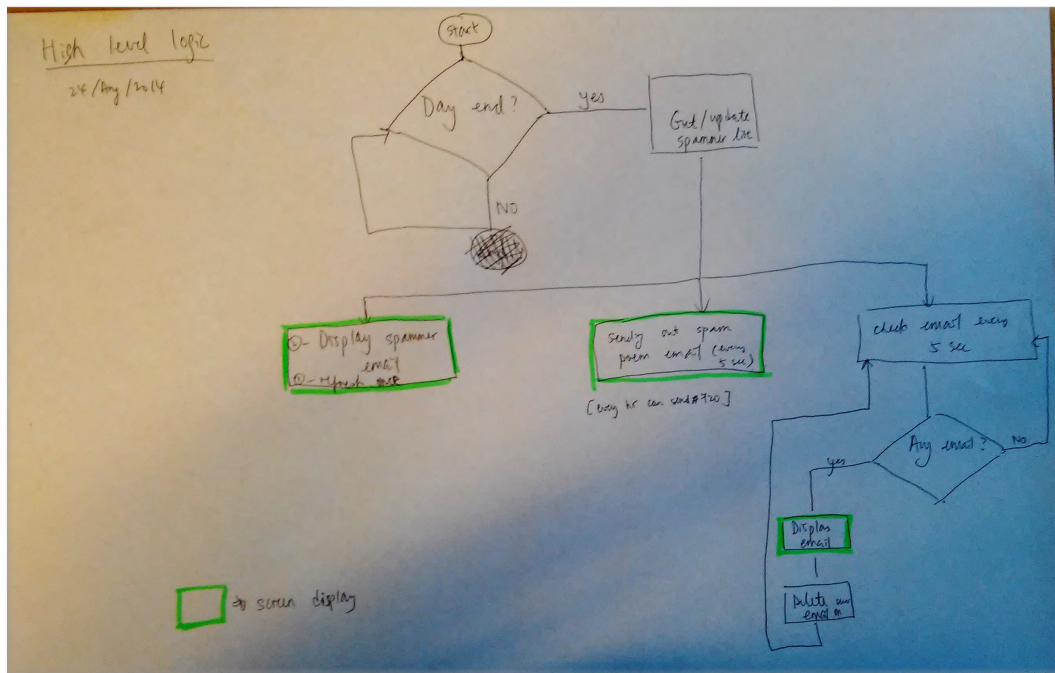 High level logic
24/Aug/2014
start
Day end?
yes
NO
Get/update
spammer list
- Display spammer
email
- refresh
sending out spam
poem email (every
5 sec)
[every hr can send #720]
check email every
5 sec
Any email?
No
yes
Display
email
Delete
email
⇒ screen display